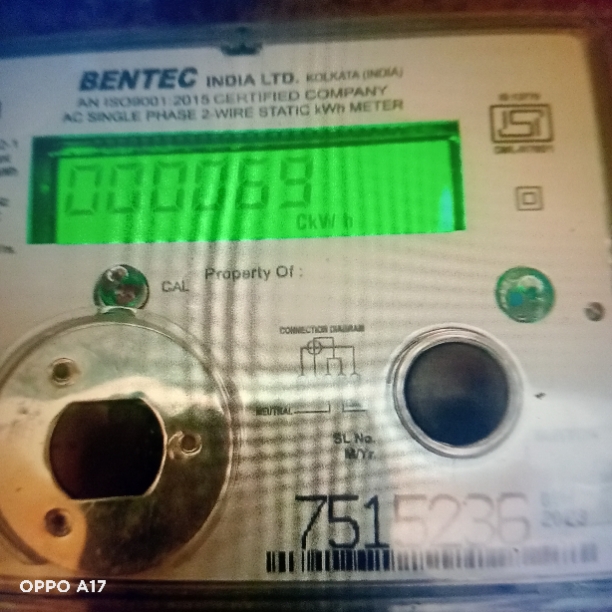 BENTEC INDIA LTD. KOLKATA (INDIA)
AN ISO9001:2015 CERTIFIED COMPANY
AC SINGLE PHASE 2-WIRE STATIC kWh METER
000069
CkWh
CAL
Property Of :
CONNECTION DIAGRAM
NEUTRAL
SL No.
M/Yr.
7515236
OPPO A17